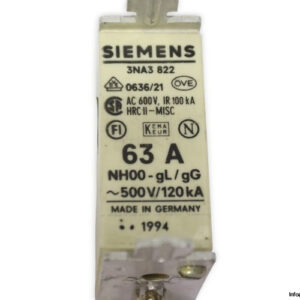 SIEMENS
3NA3 822
0636/21 ÖVE
AC 600V, IR 100 kA
HRC II-MISC
FI KEMA KEUR N
63 A
NH00-gL/gG
~500V/120kA
MADE IN GERMANY
1994